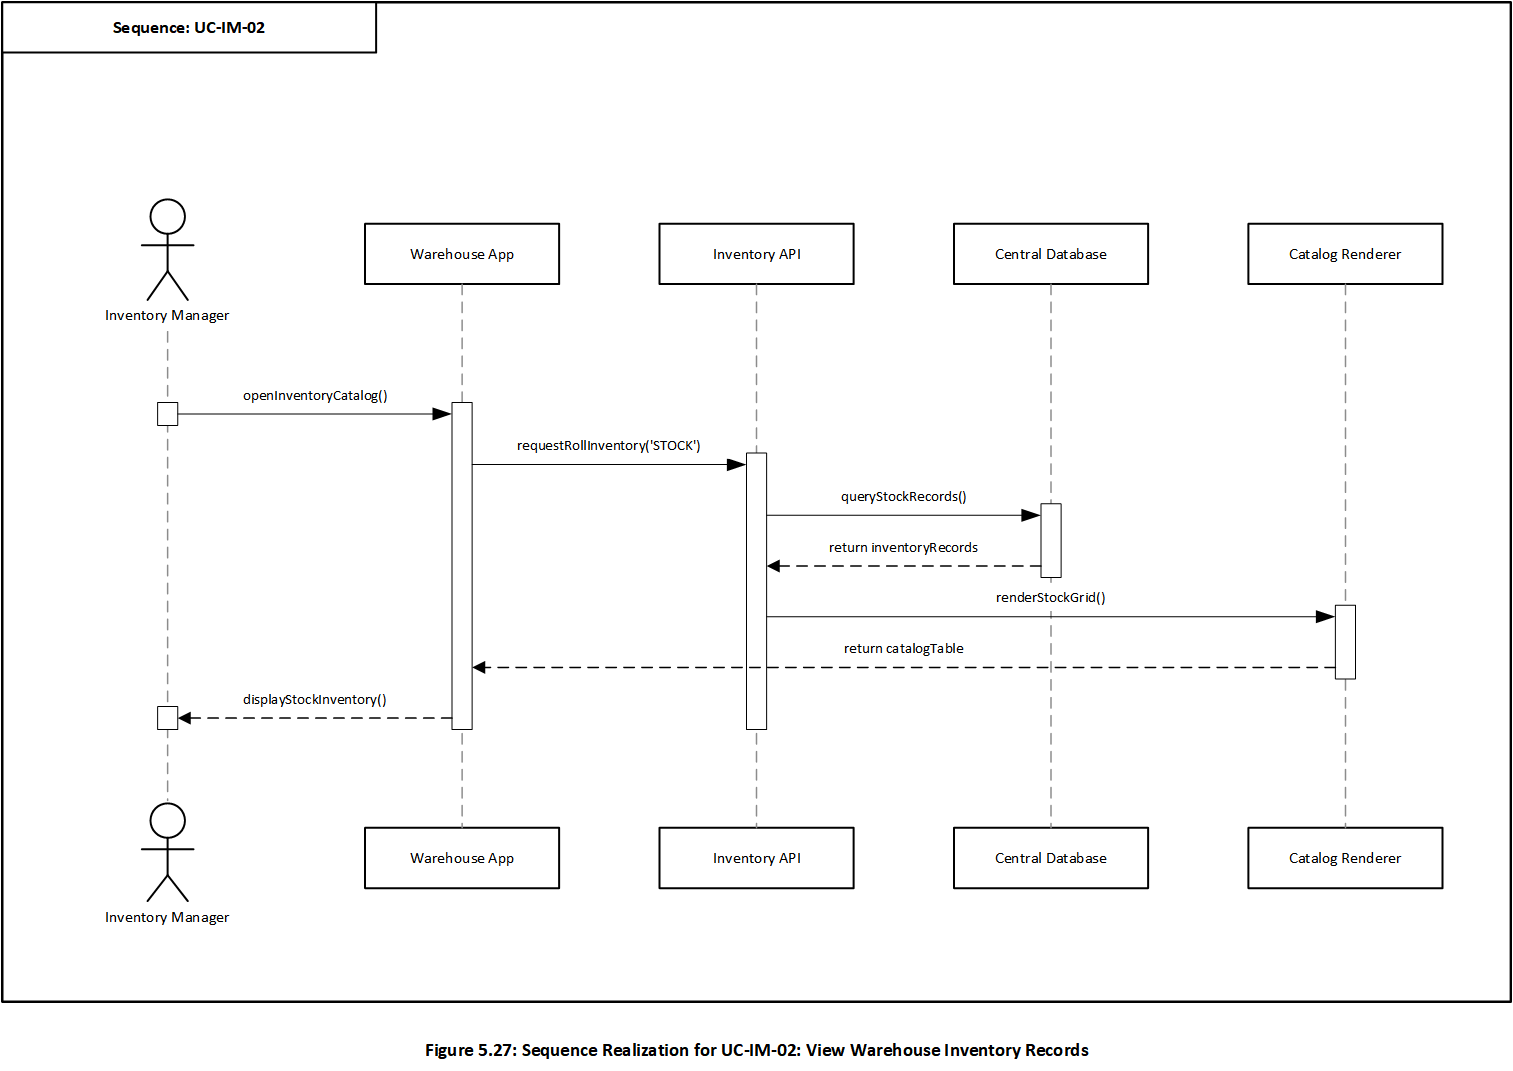 Sequence: UC-IM-02
Inventory Manager
Warehouse App
Inventory API
Central Database
Catalog Renderer
openInventoryCatalog()
requestRollInventory('STOCK')
queryStockRecords()
return inventoryRecords
renderStockGrid()
return catalogTable
displayStockInventory()
Inventory Manager
Warehouse App
Inventory API
Central Database
Catalog Renderer
Figure 5.27: Sequence Realization for UC-IM-02: View Warehouse Inventory Records